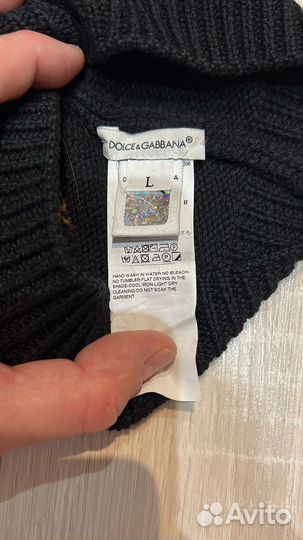 DOLCE & GABBANA®
D L A
B
HAND WASH IN WATER-NO BLEACH-
NO TUMBLER-FLAT DRYING IN THE
SHADE-COOL IRON-LIGHT DRY
CLEANING-DO NOT SOAK THE
GARMENT
Avito